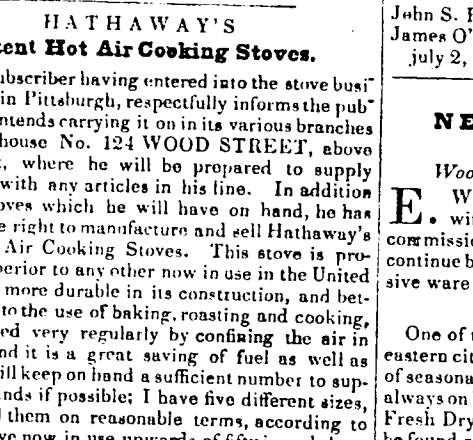 HATHAWAY'S
ent Hot Air Cooking Stoves.
ubscriber having entered into the stove busi-
in Pittsburgh, respectfully informs the pub-
ntends carrying it on in its various branches
house No. 124 WOOD STREET, above
, where he will be prepared to supply
with any articles in his line. In addition
oves which he will have on hand, he has
e right to manufacture and sell Hathaway's
Air Cooking Stoves. This stove is pro-
perior to any other now in use in the United
more durable in its construction, and bet-
to the use of baking, roasting and cooking,
ed very regularly by confining the air in
nd it is a great saving of fuel as well as
ill keep on hand a sufficient number to sup-
nds if possible; I have five different sizes,
l them on reasonable terms, according to
ve now in use upwards of fifty
John S.
James O'
july 2,
NE
Woo
E. W
wi
commissi
continue b
sive ware
One of
eastern cit
of seasona
always on
Fresh Dry
be found